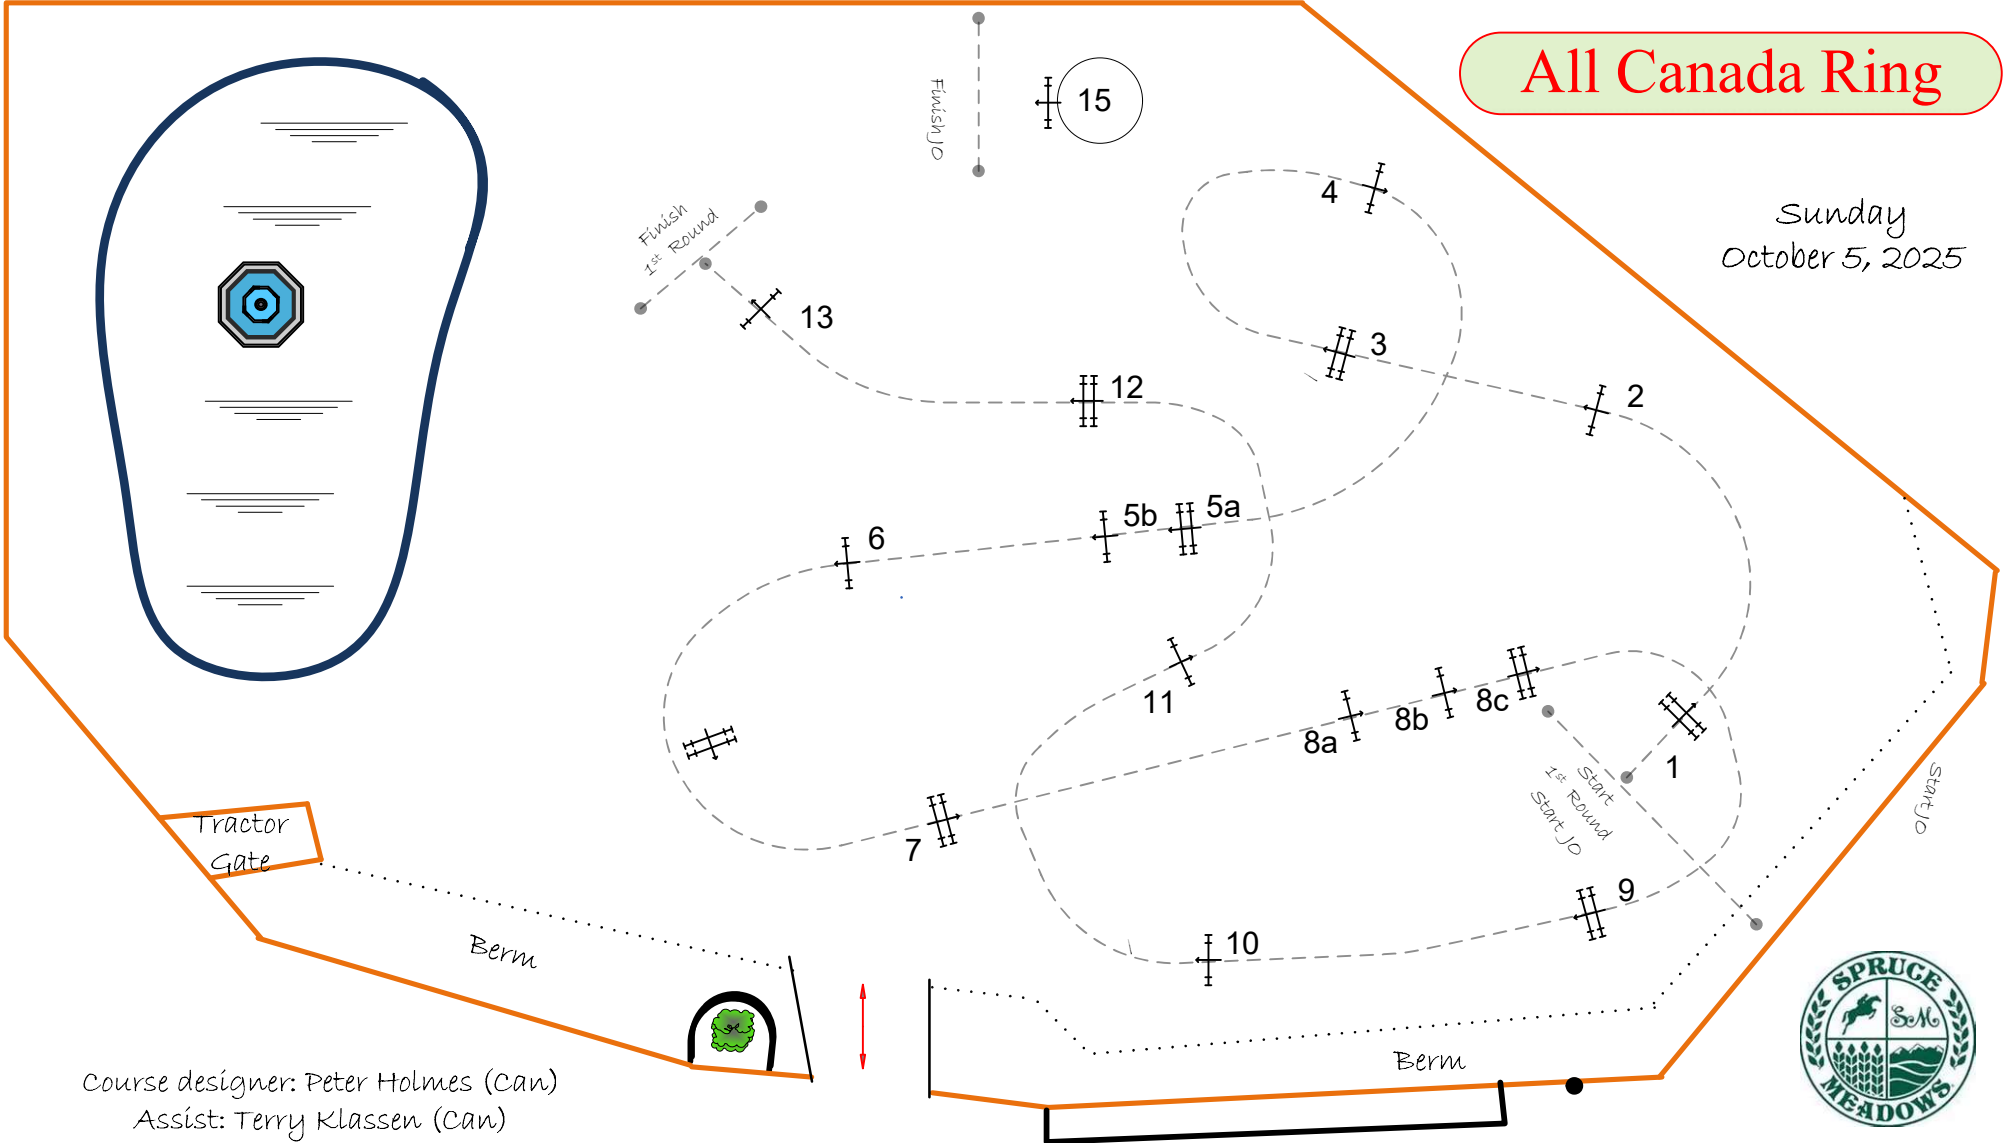 All Canada Ring
Sunday
October 5, 2025
Finish JO
15
4
Finish
1st Round
13
3
2
12
5a
5b
6
11
8a
8b
8c
1
7
Start
1st Round
Start JO
Start JO
9
10
Tractor
Gate
Berm
Berm
Course designer: Peter Holmes (Can)
Assist: Terry Klassen (Can)
SPRUCE
SM
MEADOWS